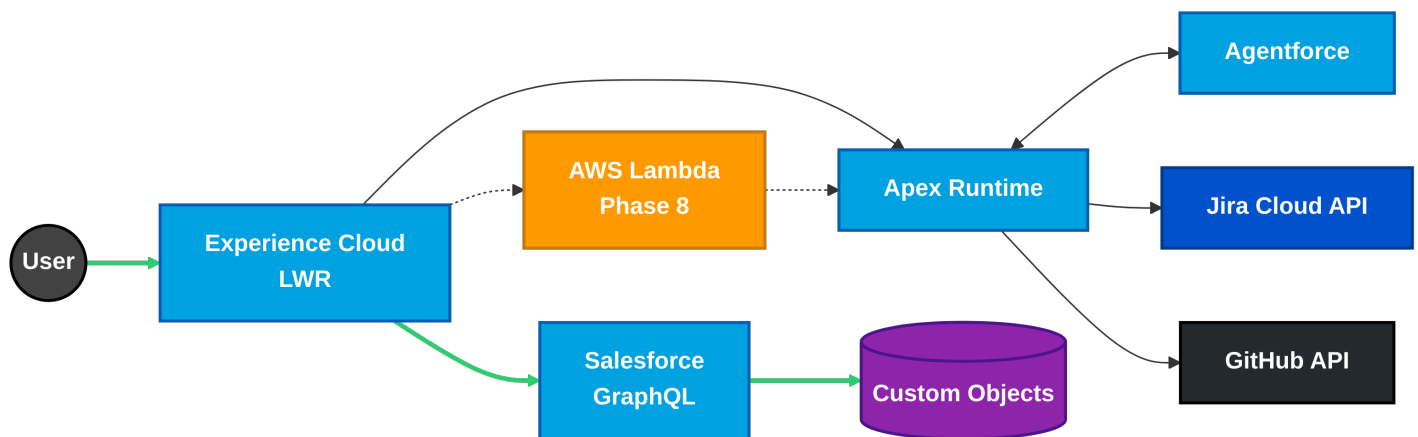 User
Experience Cloud
LWR
AWS Lambda
Phase 8
Salesforce
GraphQL
Apex Runtime
Custom Objects
Agentforce
Jira Cloud API
GitHub API